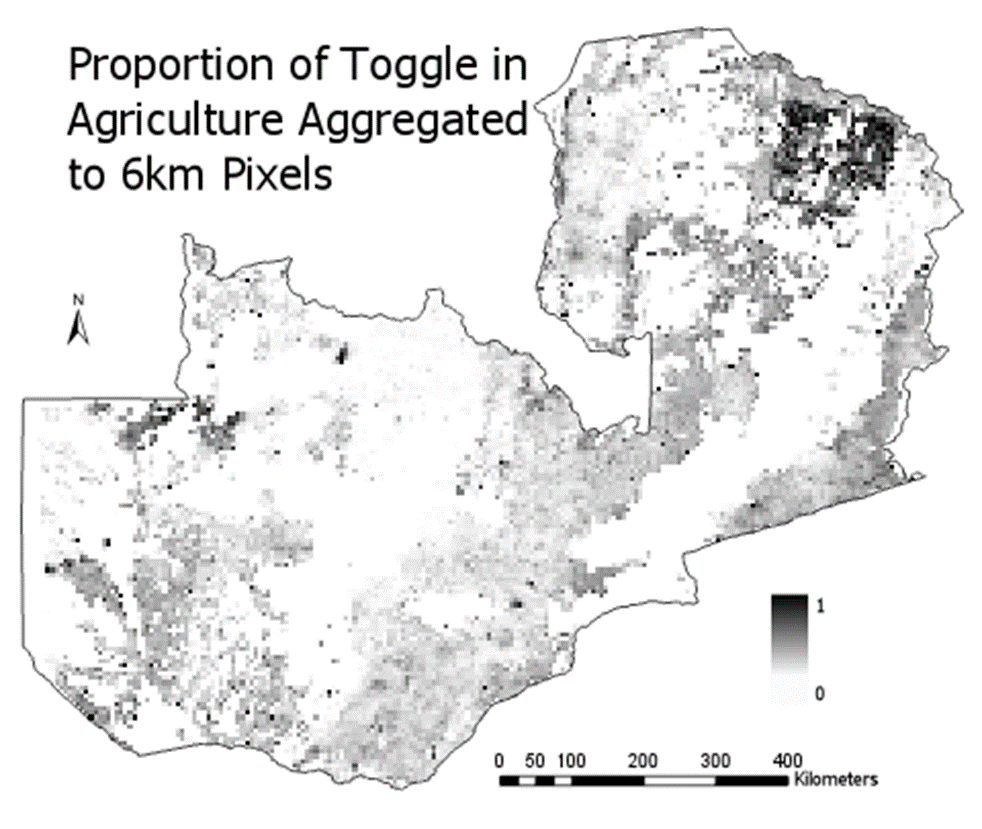 Proportion of Toggle in
Agriculture Aggregated
to 6km Pixels
N
1
0
0 50 100 200 300 400
Kilometers